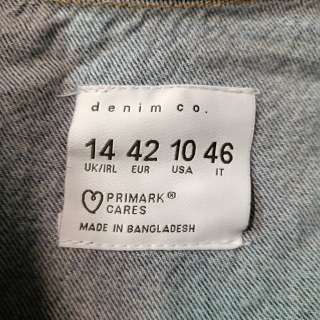 denim co.
14 42 10 46
UK/IRL EUR USA IT
PRIMARK®
CARES
MADE IN BANGLADESH